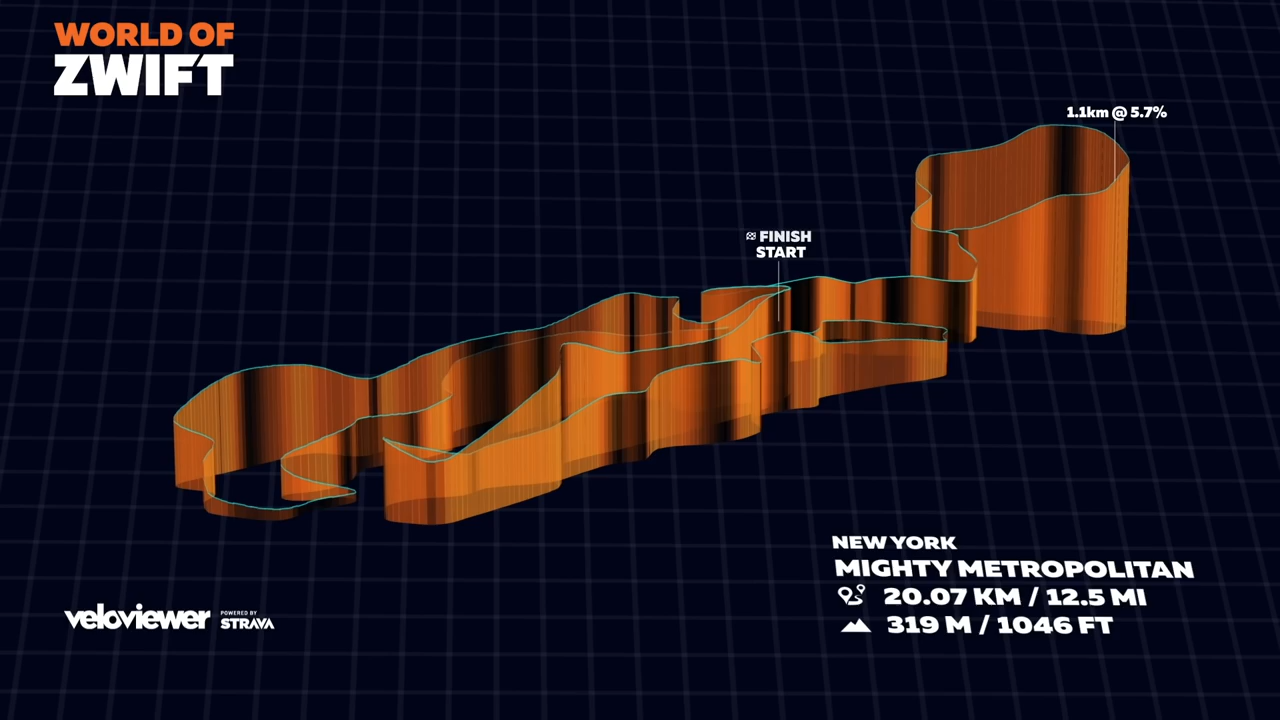 WORLD OF
ZWIFT
1.1km @ 5.7%
FINISH
START
NEW YORK
MIGHTY METROPOLITAN
20.07 KM / 12.5 MI
319 M / 1046 FT
veloviewer
POWERED BY
STRAVA